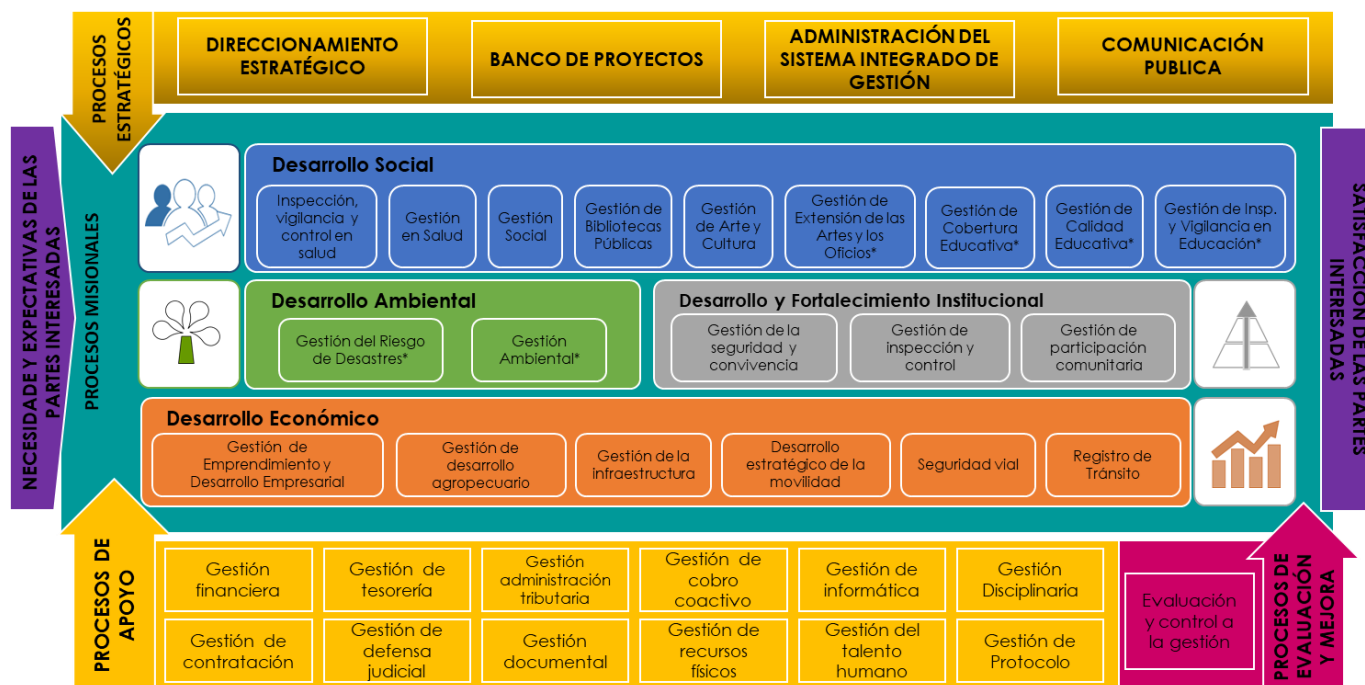 PROCESOS
ESTRATÉGICOS
DIRECCIONAMIENTO
ESTRATÉGICO
BANCO DE PROYECTOS
ADMINISTRACIÓN DEL
SISTEMA INTEGRADO DE
GESTIÓN
COMUNICACIÓN
PUBLICA
NECESIDADE Y EXPECTATIVAS DE LAS
PARTES INTERESADAS
PROCESOS MISIONALES
Desarrollo Social
Inspección,
vigilancia y
control en
salud
Gestión
en Salud
Gestión
Social
Gestión de
Bibliotecas
Públicas
Gestión
de Arte y
Cultura
Gestión de
Extensión de las
Artes y los
Oficios*
Gestión de
Cobertura
Educativa*
Gestión de
Calidad
Educativa*
Gestión de Insp.
y Vigilancia en
Educación*
Desarrollo Ambiental
Gestión del Riesgo
de Desastres*
Gestión
Ambiental*
Desarrollo y Fortalecimiento Institucional
Gestión de la
seguridad y
convivencia
Gestión de
inspección y
control
Gestión de
participación
comunitaria
Desarrollo Económico
Gestión de
Emprendimiento y
Desarrollo Empresarial
Gestión de
desarrollo
agropecuario
Gestión de la
infraestructura
Desarrollo
estratégico de la
movilidad
Seguridad vial
Registro de
Tránsito
SATISFACCIÓN DE LAS PARTES
INTERESADAS
PROCESOS DE
APOYO
Gestión
financiera
Gestión de
tesorería
Gestión
administración
tributaria
Gestión de
cobro
coactivo
Gestión de
informática
Gestión
Disciplinaria
Gestión de
contratación
Gestión de
defensa
judicial
Gestión
documental
Gestión de
recursos
físicos
Gestión del
talento
humano
Gestión de
Protocolo
Evaluación
y control a
la gestión
PROCESOS DE
EVALUACIÓN
Y MEJORA